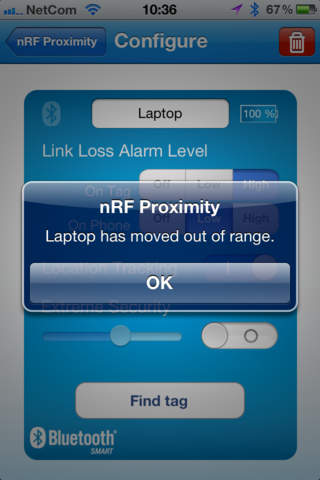 NetCom 10:36 67%
nRF Proximity Configure
Laptop 100 %
Link Loss Alarm Level
On Tag Off Low High
nRF Proximity
On Phone Off Low High
Laptop has moved out of range.
Location Tracking
OK
Extreme Security
Find tag
Bluetooth®
SMART